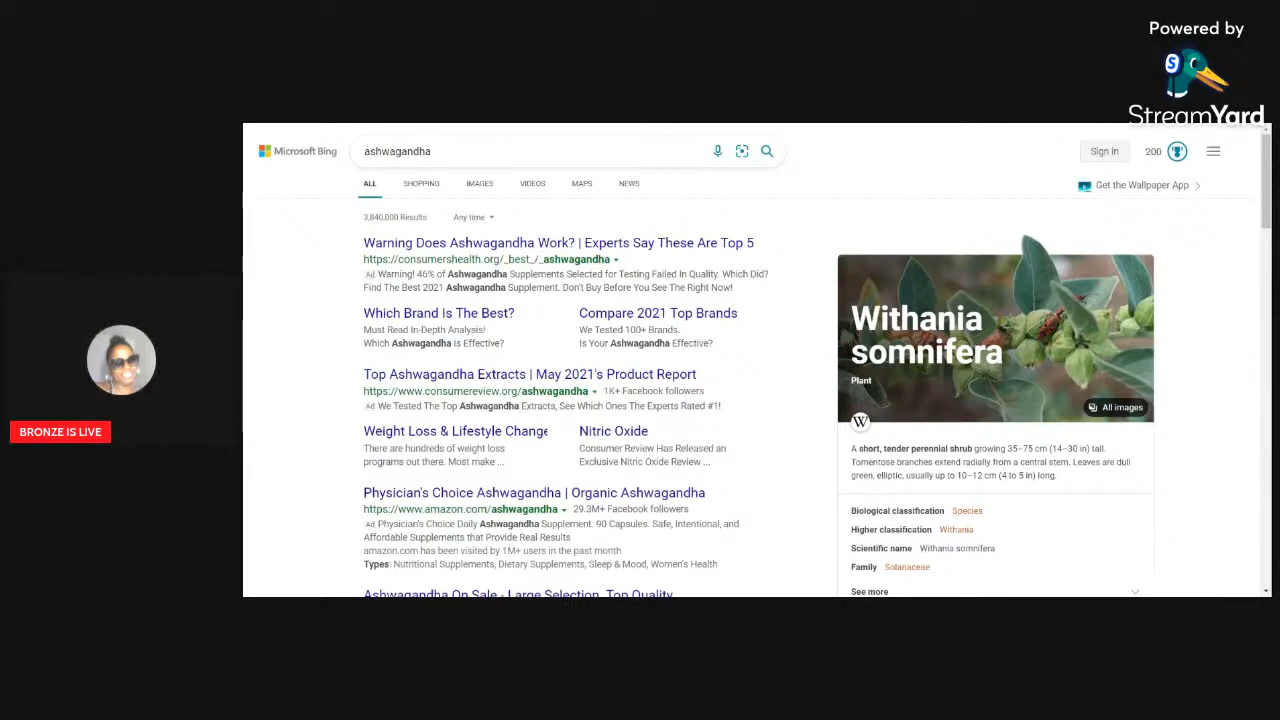 Powered by
StreamYard
Microsoft Bing
ashwagandha
Sign in
200
ALL
SHOPPING
IMAGES
VIDEOS
MAPS
NEWS
Get the Wallpaper App
3,840,000 Results
Any time
Warning Does Ashwagandha Work? | Experts Say These Are Top 5
https://consumershealth.org/_best_/_ashwagandha
Ad Warning! 46% of Ashwagandha Supplements Selected for Testing Failed In Quality. Which Did?
Find The Best 2021 Ashwagandha Supplement. Don't Buy Before You See The Right Now!
Which Brand Is The Best?
Must Read In-Depth Analysis!
Which Ashwagandha Is Effective?
Compare 2021 Top Brands
We Tested 100+ Brands.
Is Your Ashwagandha Effective?
Top Ashwagandha Extracts | May 2021's Product Report
https://www.consumereview.org/ashwagandha 1K+ Facebook followers
Ad We Tested The Top Ashwagandha Extracts, See Which Ones The Experts Rated #1!
Weight Loss & Lifestyle Change
There are hundreds of weight loss
programs out there. Most make ...
Nitric Oxide
Consumer Review Has Released an
Exclusive Nitric Oxide Review ...
Physician's Choice Ashwagandha | Organic Ashwagandha
https://www.amazon.com/ashwagandha 29.3M+ Facebook followers
Ad Physician's Choice Daily Ashwagandha Supplement. 90 Capsules. Safe, Intentional, and
Affordable Supplements that Provide Real Results
amazon.com has been visited by 1M+ users in the past month
Types: Nutritional Supplements, Dietary Supplements, Sleep & Mood, Women's Health
Ashwagandha On Sale - Large Selection, Top Quality
Withania
somnifera
Plant
All images
W
A short, tender perennial shrub growing 35–75 cm (14–30 in) tall.
Tomentose branches extend radially from a central stem. Leaves are dull
green, elliptic, usually up to 10–12 cm (4 to 5 in) long.
Biological classification Species
Higher classification Withania
Scientific name Withania somnifera
Family Solanaceae
See more
BRONZE IS LIVE